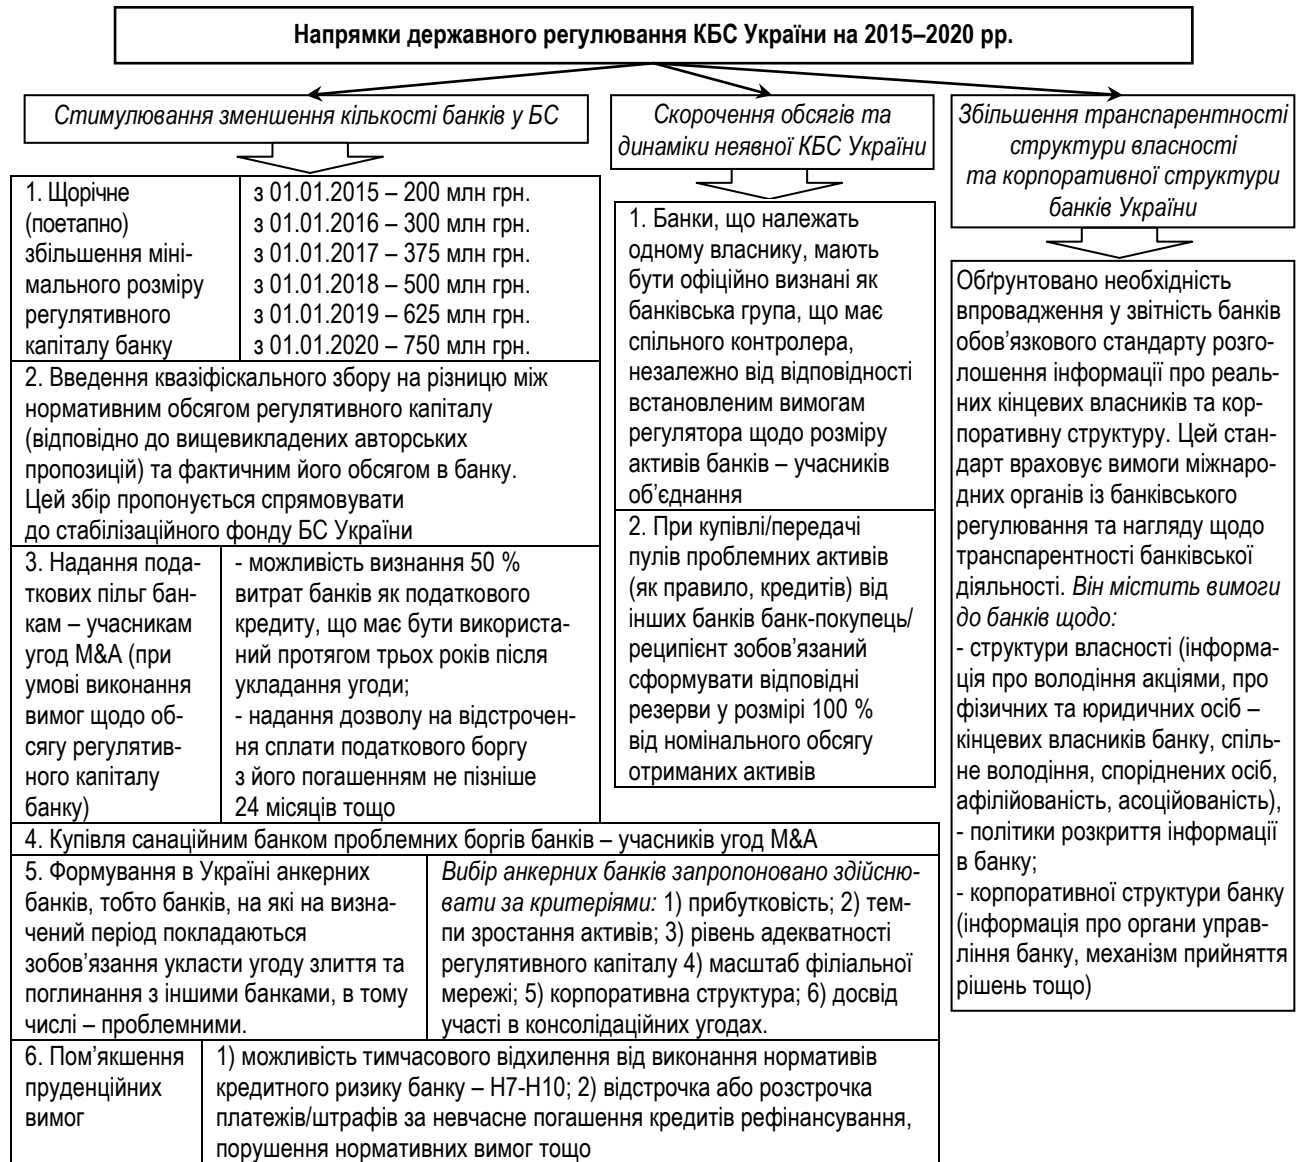 Напрямки державного регулювання КБС України на 2015–2020 рр.
Стимулювання зменшення кількості банків у БС
1. Щорічне
(поетапно)
збільшення міні-
мального розміру
регулятивного
капіталу банку
з 01.01.2015 – 200 млн грн.
з 01.01.2016 – 300 млн грн.
з 01.01.2017 – 375 млн грн.
з 01.01.2018 – 500 млн грн.
з 01.01.2019 – 625 млн грн.
з 01.01.2020 – 750 млн грн.
2. Введення квазіфіскального збору на різницю між
нормативним обсягом регулятивного капіталу
(відповідно до вищевикладених авторських
пропозицій) та фактичним його обсягом в банку.
Цей збір пропонується спрямовувати
до стабілізаційного фонду БС України
3. Надання пода-
ткових пільг бан-
кам – учасникам
угод M&A (при
умові виконання
вимог щодо об-
сягу регулятив-
ного капіталу
банку)
- можливість визнання 50 %
витрат банків як податкового
кредиту, що має бути використа-
ний протягом трьох років після
укладання угоди;
- надання дозволу на відстрочен-
ня сплати податкового боргу
з його погашенням не пізніше
24 місяців тощо
4. Купівля санаційним банком проблемних боргів банків – учасників угод M&A
5. Формування в Україні анкерних
банків, тобто банків, на які на визна-
чений період покладаються
зобов’язання укласти угоду злиття та
поглинання з іншими банками, в тому
числі – проблемними.
Вибір анкерних банків запропоновано здійсню-
вати за критеріями: 1) прибутковість; 2) тем-
пи зростання активів; 3) рівень адекватності
регулятивного капіталу 4) масштаб філіальної
мережі; 5) корпоративна структура; 6) досвід
участі в консолідаційних угодах.
6. Пом’якшення
пруденційних
вимог
1) можливість тимчасового відхилення від виконання нормативів
кредитного ризику банку – Н7-Н10; 2) відстрочка або розстрочка
платежів/штрафів за невчасне погашення кредитів рефінансування,
порушення нормативних вимог тощо
Скорочення обсягів та
динаміки неявної КБС України
1. Банки, що належать
одному власнику, мають
бути офіційно визнані як
банківська група, що має
спільного контролера,
незалежно від відповідності
встановленим вимогам
регулятора щодо розміру
активів банків – учасників
об’єднання
2. При купівлі/передачі
пулів проблемних активів
(як правило, кредитів) від
інших банків банк-покупець/
реципієнт зобов’язаний
сформувати відповідні
резерви у розмірі 100 %
від номінального обсягу
отриманих активів
Збільшення транспарентності
структури власності
та корпоративної структури
банків України
Обґрунтовано необхідність
впровадження у звітність банків
обов’язкового стандарту розго-
лошення інформації про реаль-
них кінцевих власників та кор-
поративну структуру. Цей стан-
дарт враховує вимоги міжнаро-
дних органів із банківського
регулювання та нагляду щодо
транспарентності банківської
діяльності. Він містить вимоги
до банків щодо:
- структури власності (інформа-
ція про володіння акціями, про
фізичних та юридичних осіб –
кінцевих власників банку, спіль-
не володіння, споріднених осіб,
афілійованість, асоційованість),
- політики розкриття інформації
в банку;
- корпоративної структури банку
(інформація про органи управ-
ління банку, механізм прийняття
рішень тощо)